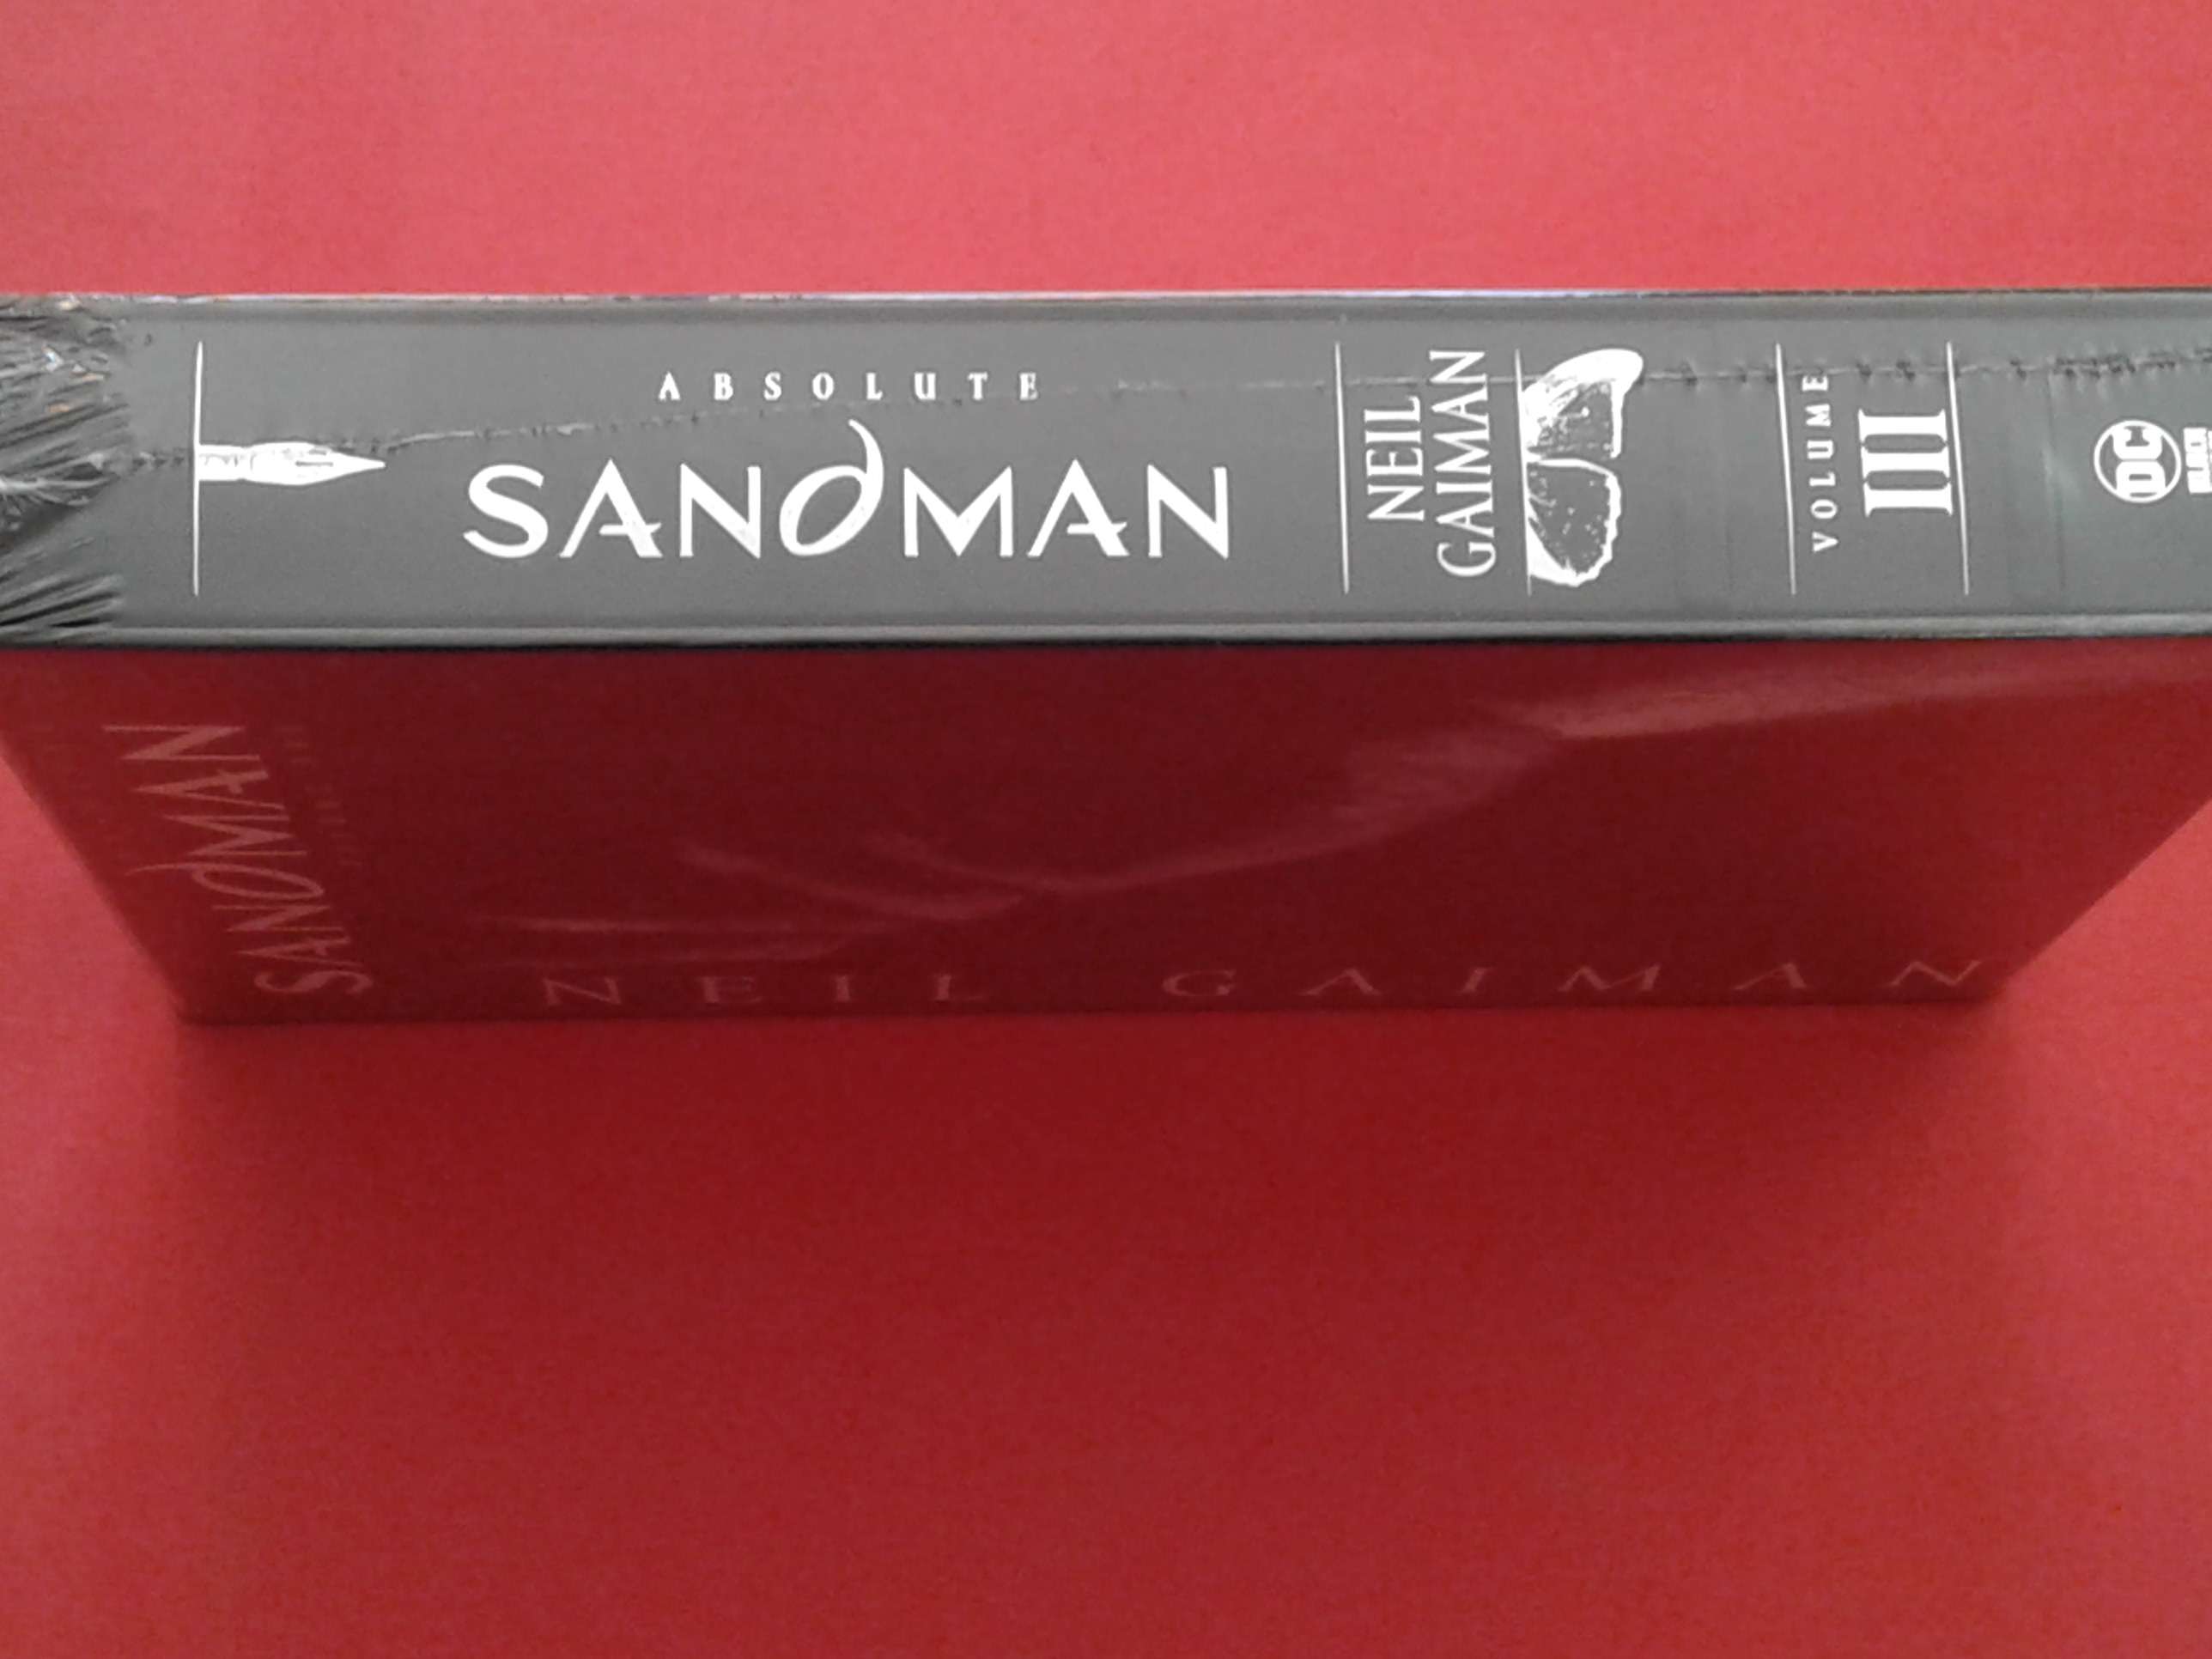 ABSOLUTE
SANDMAN
NEIL
GAIMAN
VOLUME
III
DC
SANDMAN
NEIL GAIMAN